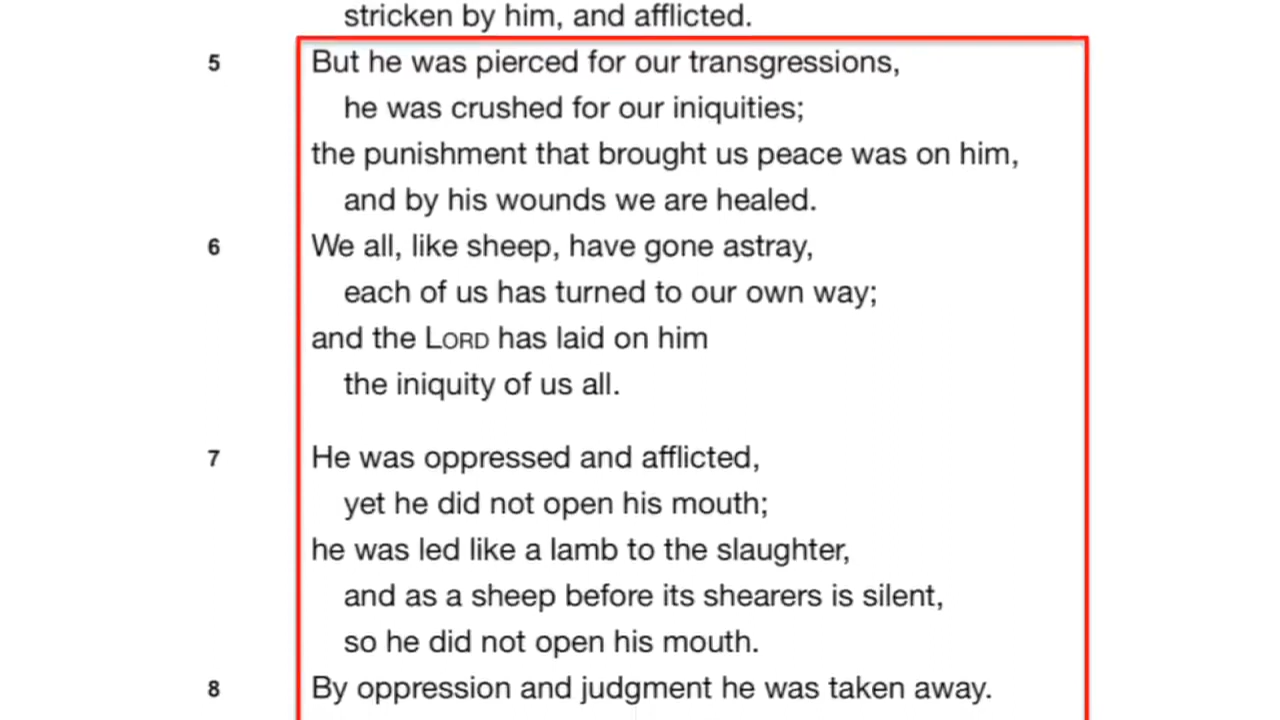 stricken by him, and afflicted.
5 But he was pierced for our transgressions,
he was crushed for our iniquities;
the punishment that brought us peace was on him,
and by his wounds we are healed.
6 We all, like sheep, have gone astray,
each of us has turned to our own way;
and the LORD has laid on him
the iniquity of us all.
7 He was oppressed and afflicted,
yet he did not open his mouth;
he was led like a lamb to the slaughter,
and as a sheep before its shearers is silent,
so he did not open his mouth.
8 By oppression and judgment he was taken away.